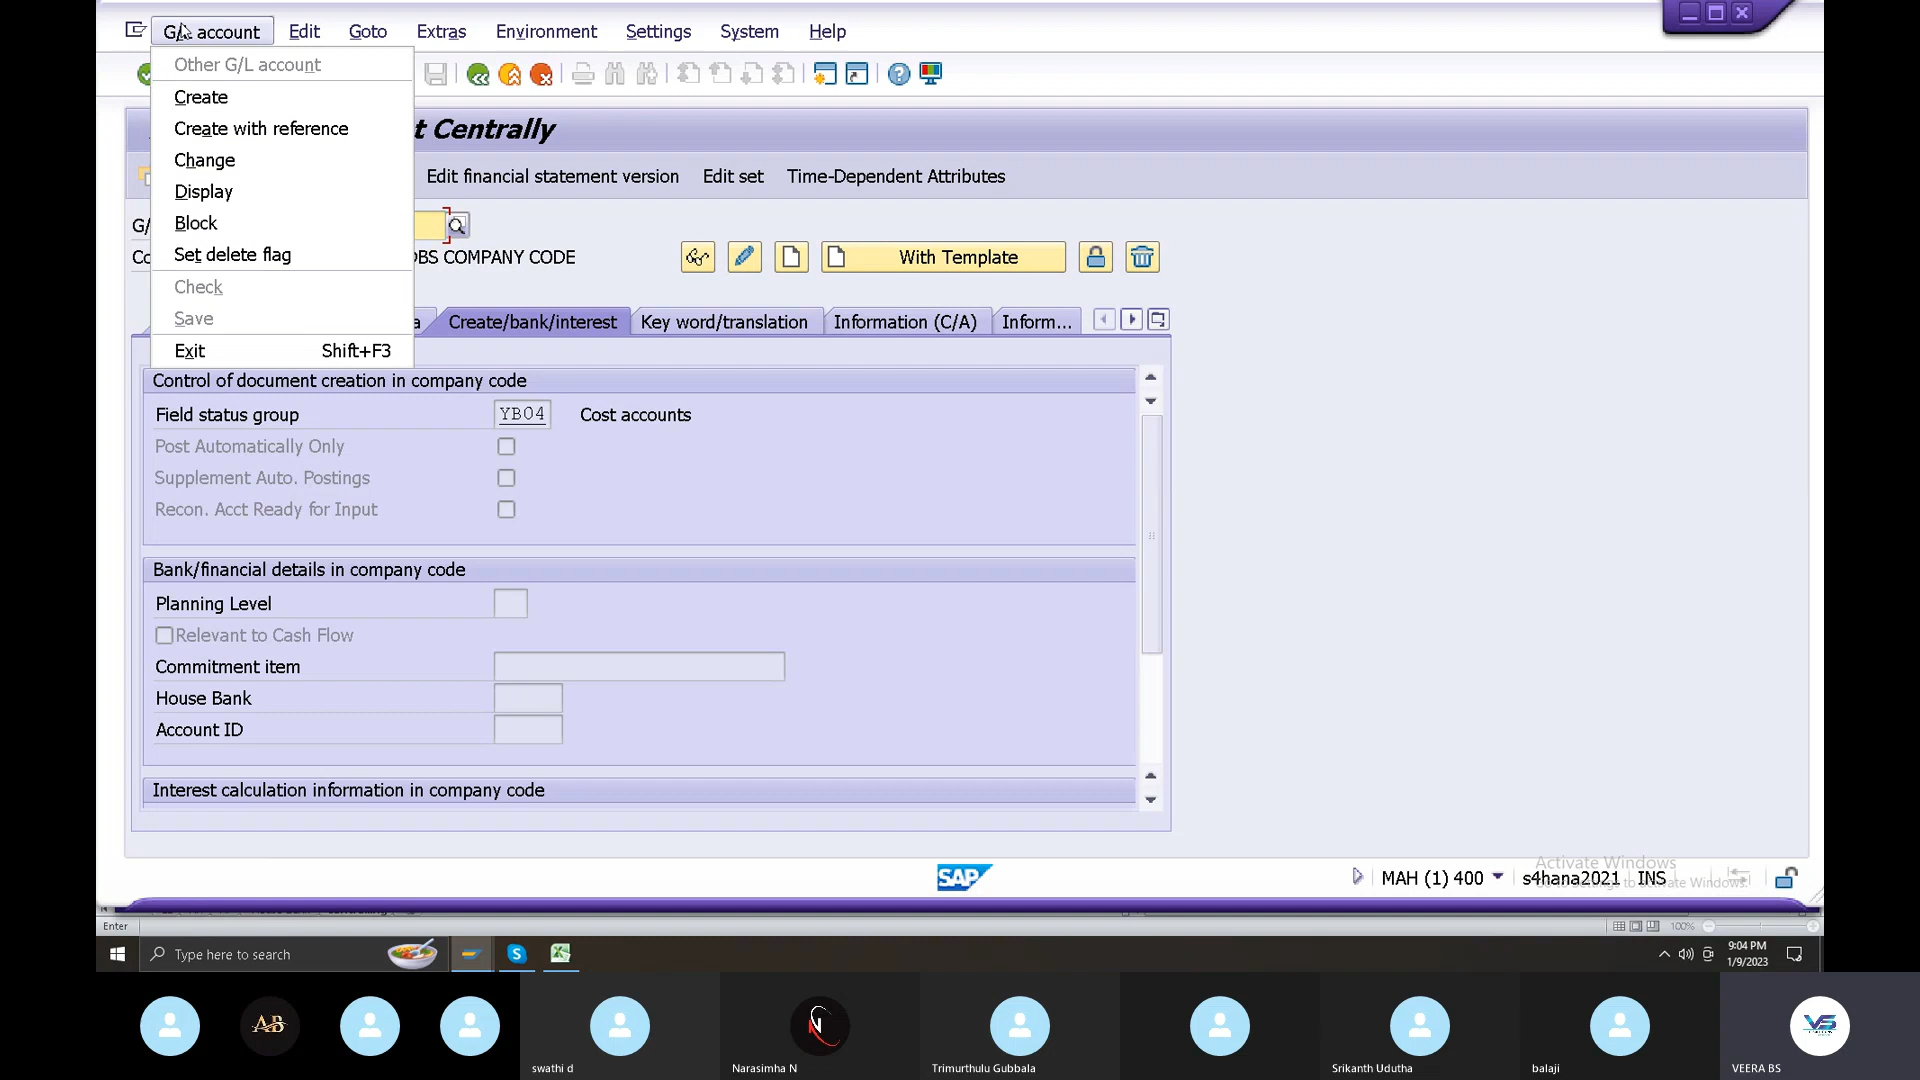 G/L account Edit Goto Extras Environment Settings System Help
Other G/L account
Create
Create with reference
Change
Display
Block
Set delete flag
Check
Save
Exit Shift+F3
t Centrally
Edit financial statement version Edit set Time-Dependent Attributes
G/
Co
OBS COMPANY CODE
With Template
a Create/bank/interest Key word/translation Information (C/A) Inform...
Control of document creation in company code
Field status group YB04 Cost accounts
Post Automatically Only
Supplement Auto. Postings
Recon. Acct Ready for Input
Bank/financial details in company code
Planning Level
Relevant to Cash Flow
Commitment item
House Bank
Account ID
Interest calculation information in company code
Activate Windows
SAP MAH (1) 400 s4hana2021 INS
Enter 100%
Type here to search
9:04 PM
1/9/2023
AB N VS
swathi d Narasimha N Trimurthulu Gubbala Srikanth Udutha balaji VEERA BS